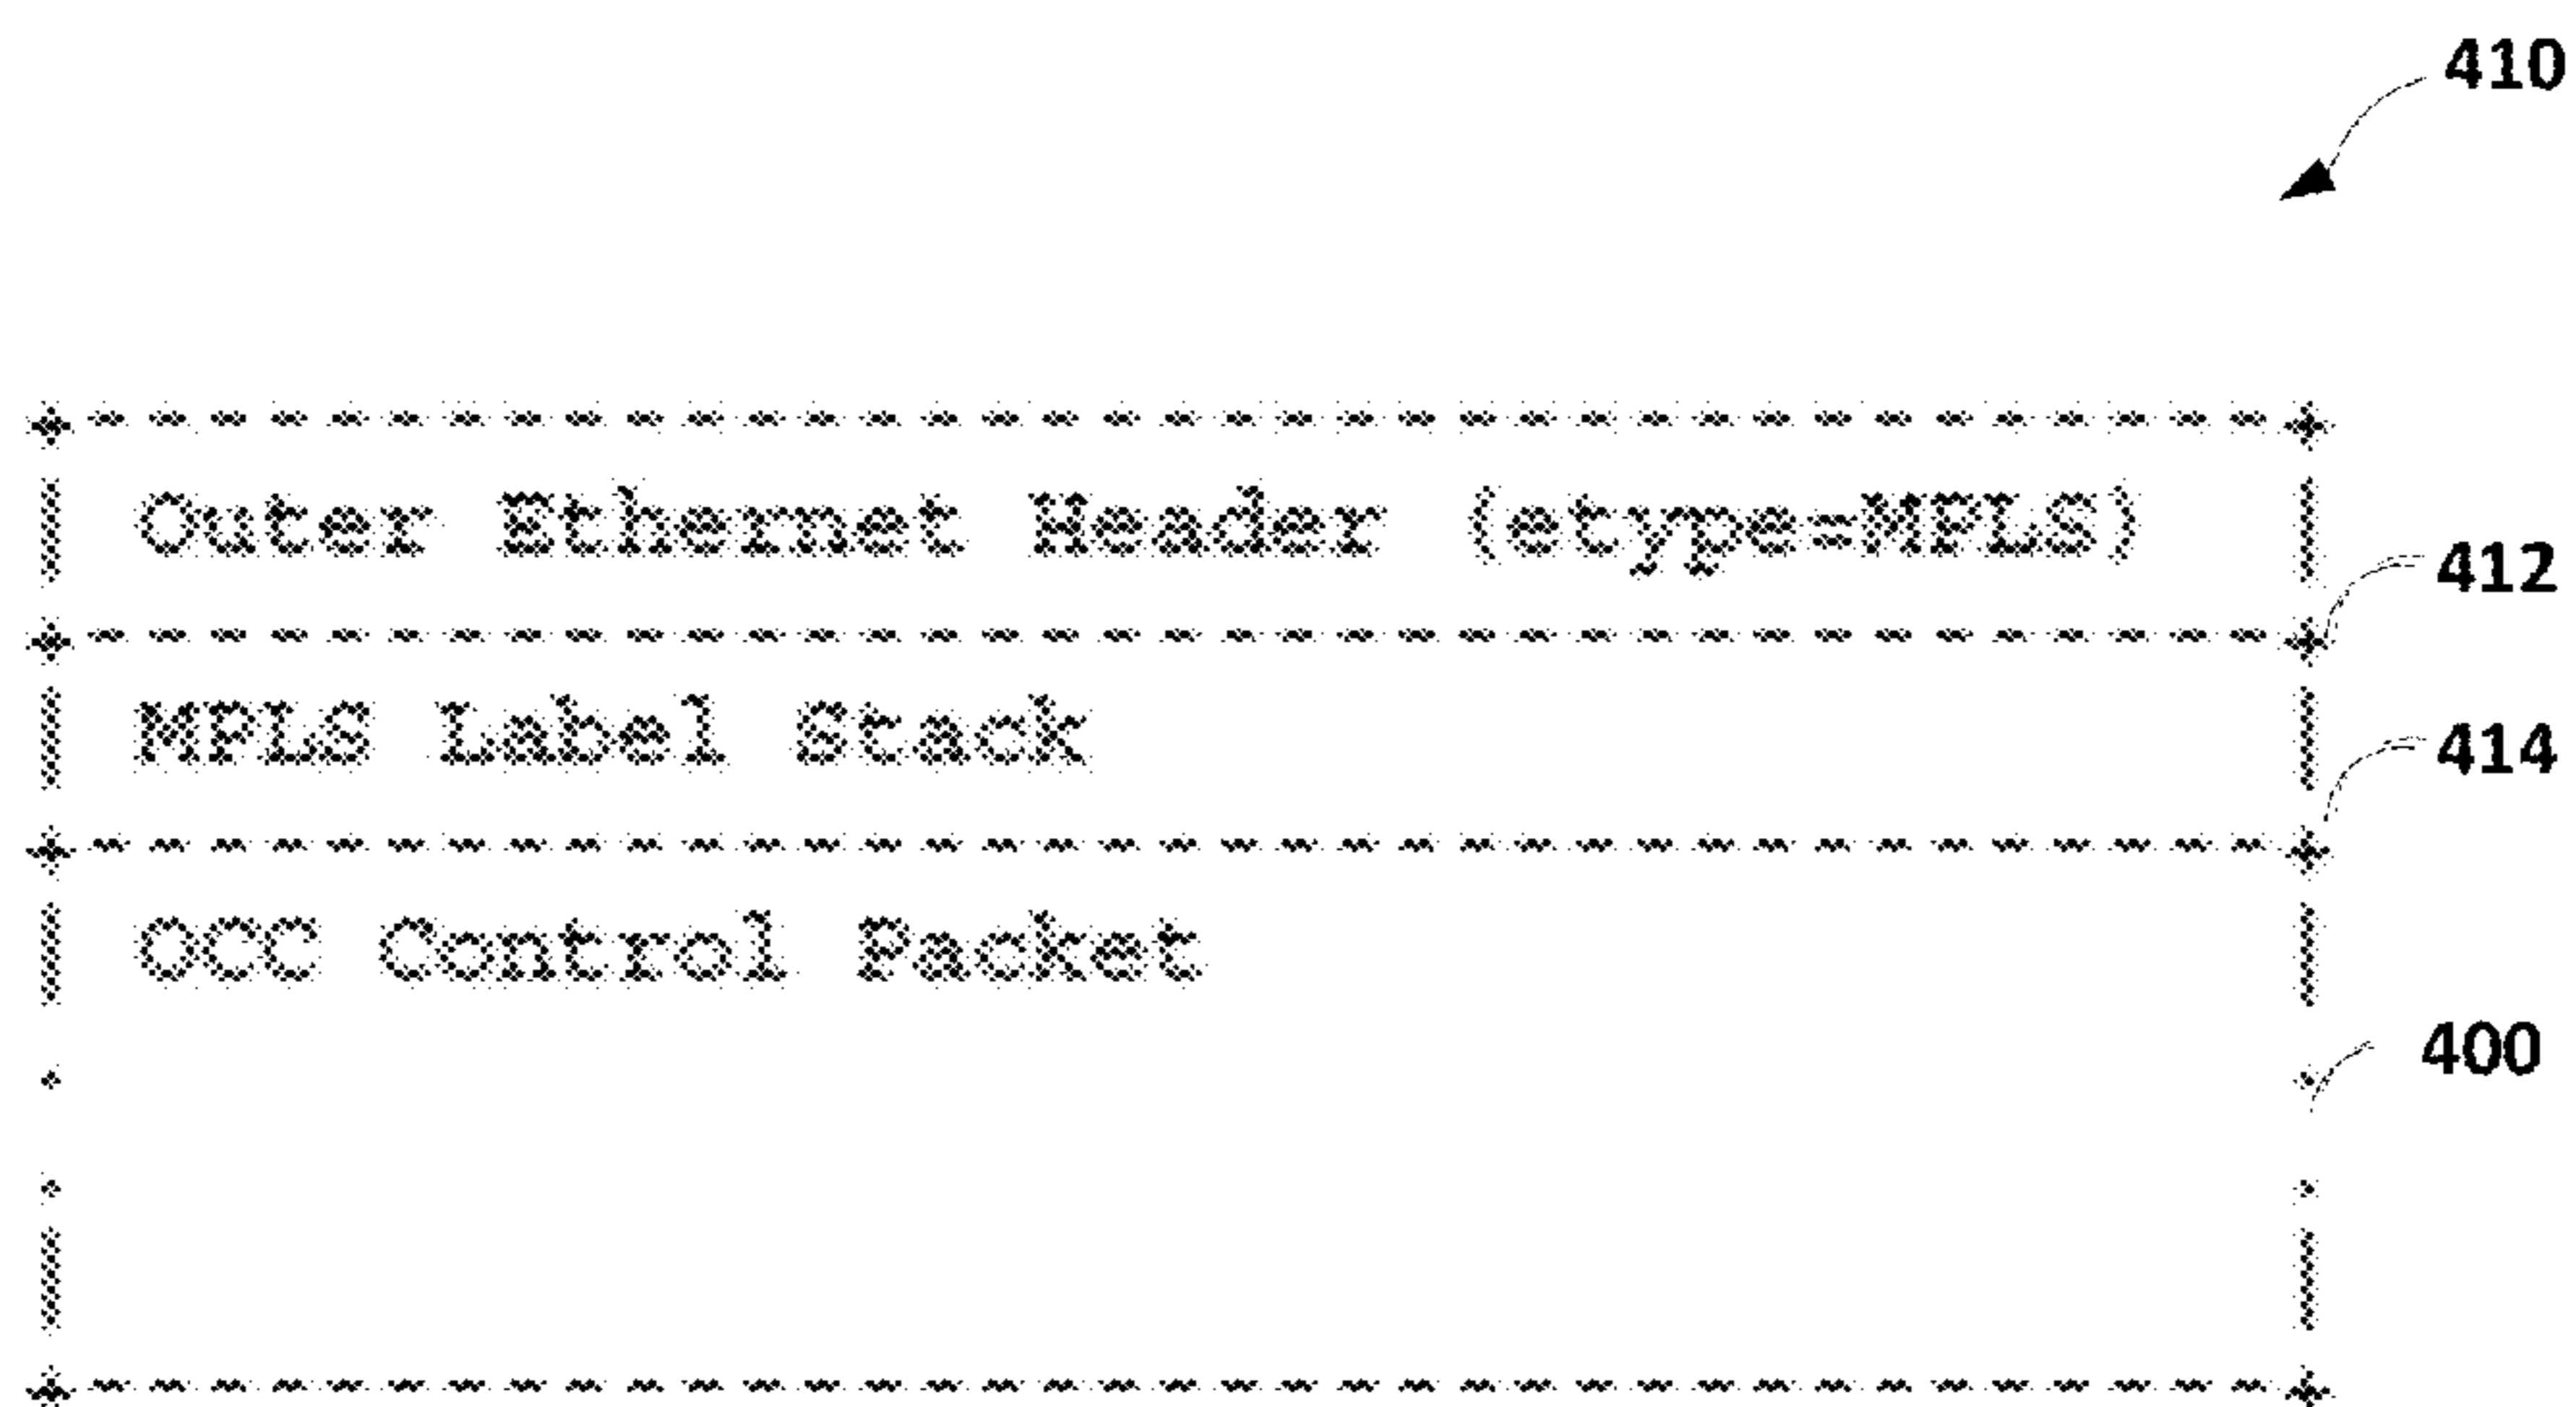 410
Outer Ethernet Header (etype=MPLS)
412
MPLS Label Stack
414
OCC Control Packet
400